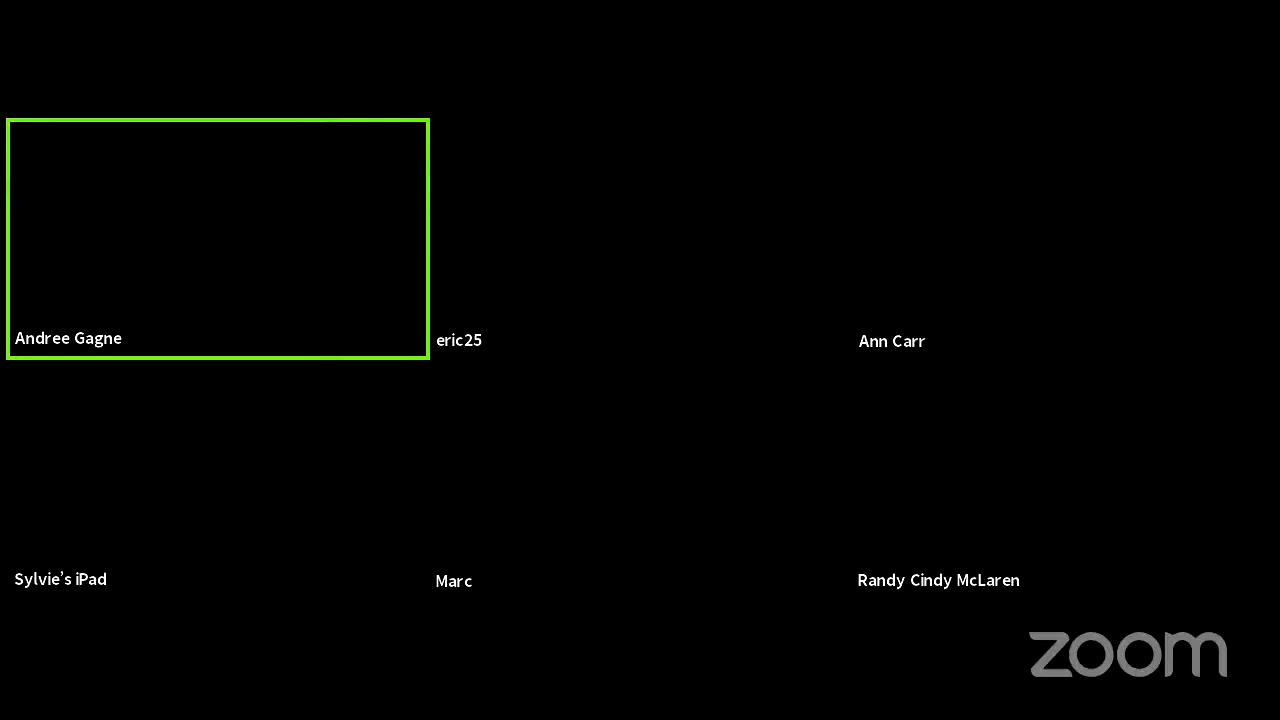 Andree Gagne
eric25
Ann Carr
Sylvie’s iPad
Marc
Randy Cindy McLaren
zoom